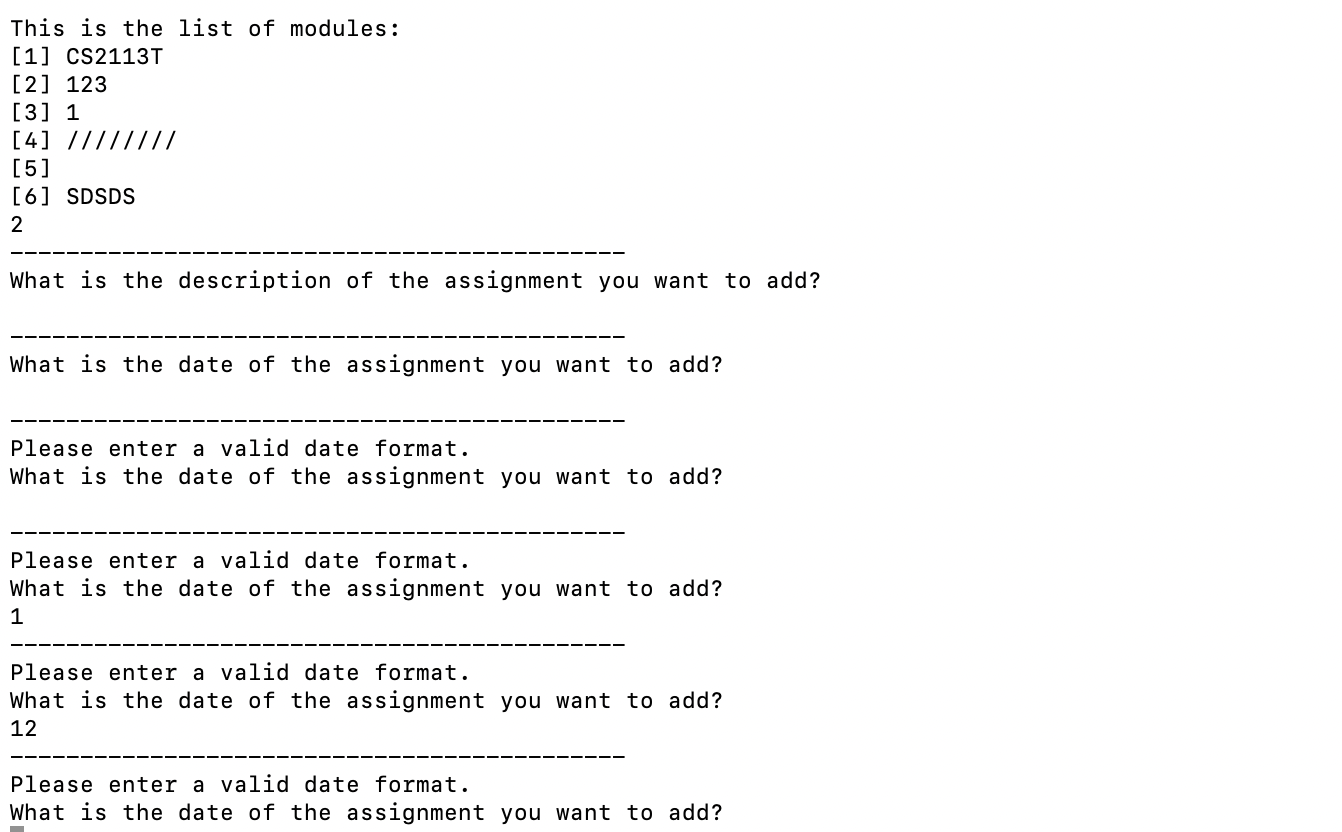 This is the list of modules:
[1] CS2113T
[2] 123
[3] 1
[4] ////////
[5]
[6] SDSDS
2
--------------------------------------------
What is the description of the assignment you want to add?
--------------------------------------------
What is the date of the assignment you want to add?
--------------------------------------------
Please enter a valid date format.
What is the date of the assignment you want to add?
--------------------------------------------
Please enter a valid date format.
What is the date of the assignment you want to add?
1
--------------------------------------------
Please enter a valid date format.
What is the date of the assignment you want to add?
12
--------------------------------------------
Please enter a valid date format.
What is the date of the assignment you want to add?